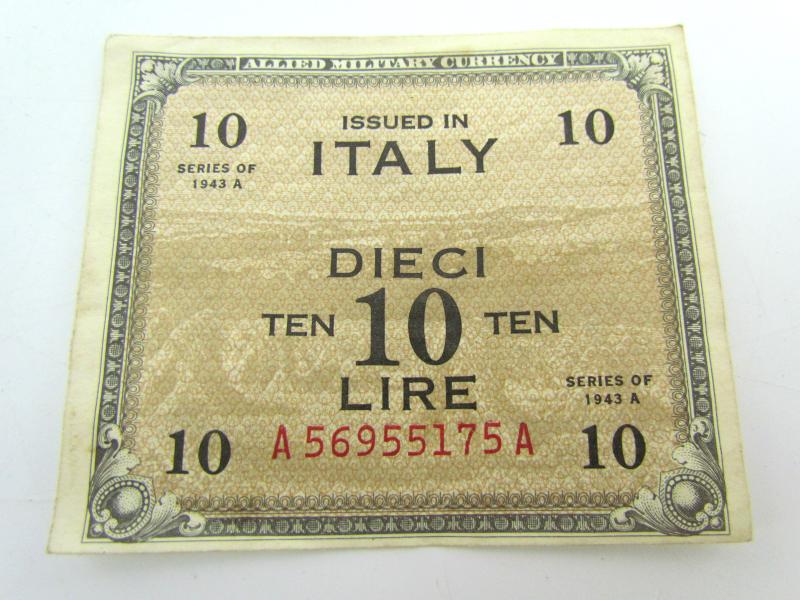 ALLIED MILITARY CURRENCY
10 ISSUED IN 10
SERIES OF ITALY
1943 A
DIECI
TEN 10 TEN
LIRE SERIES OF
1943 A
10 A56955175A 10